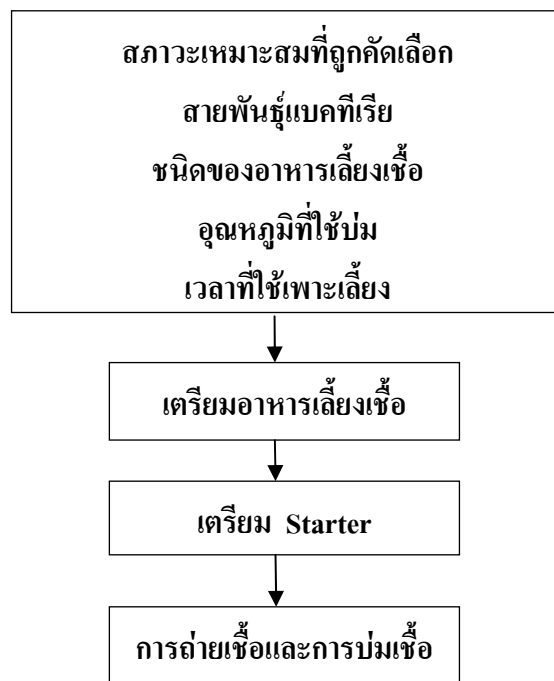 สภาวะเหมาะสมที่ถูกคัดเลือก
สายพันธุ์แบคทีเรีย
ชนิดของอาหารเลี้ยงเชื้อ
อุณหภูมิที่ใช้บ่ม
เวลาที่ใช้เพาะเลี้ยง
เตรียมอาหารเลี้ยงเชื้อ
เตรียม Starter
การถ่ายเชื้อและการบ่มเชื้อ